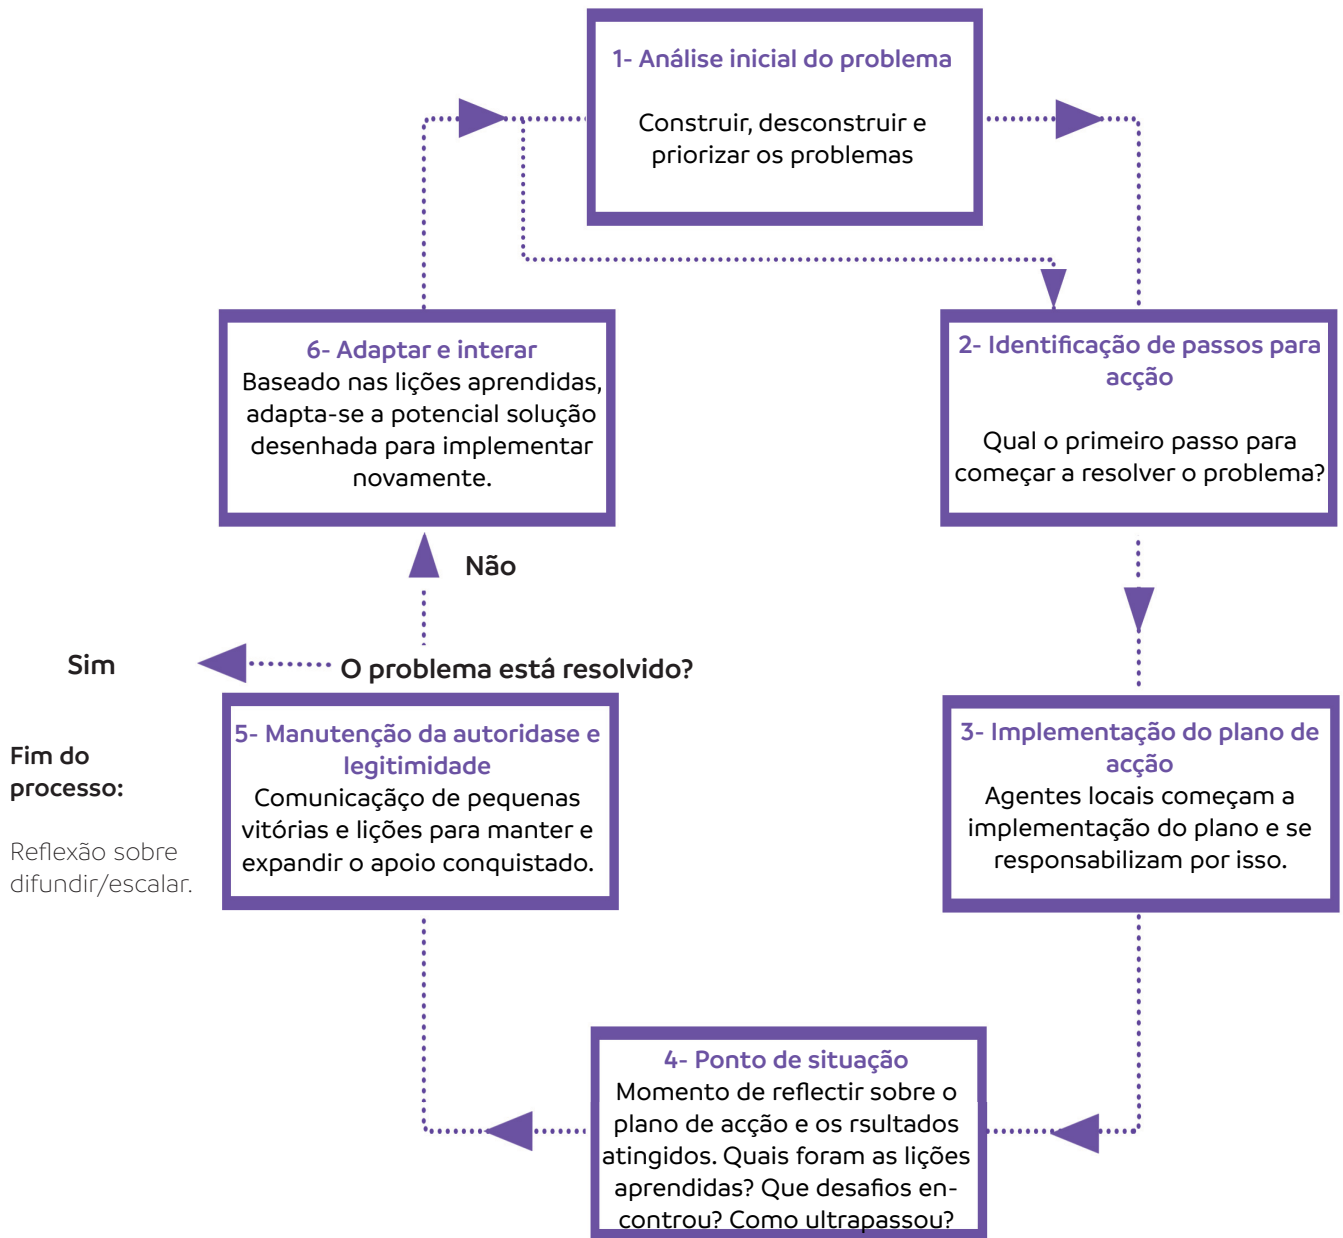 1- Análise inicial do problema
Construir, desconstruir e
priorizar os problemas
2- Identificação de passos para
acção
Qual o primeiro passo para
começar a resolver o problema?
3- Implementação do plano de
acção
Agentes locais começam a
implementação do plano e se
responsabilizam por isso.
4- Ponto de situação
Momento de reflectir sobre o
plano de acção e os rsultados
atingidos. Quais foram as lições
aprendidas? Que desafios en-
controu? Como ultrapassou?
5- Manutenção da autoridase e
legitimidade
Comunicaçãço de pequenas
vitórias e lições para manter e
expandir o apoio conquistado.
O problema está resolvido?
Não
6- Adaptar e interar
Baseado nas lições aprendidas,
adapta-se a potencial solução
desenhada para implementar
novamente.
Sim
Fim do
processo:
Reflexão sobre
difundir/escalar.